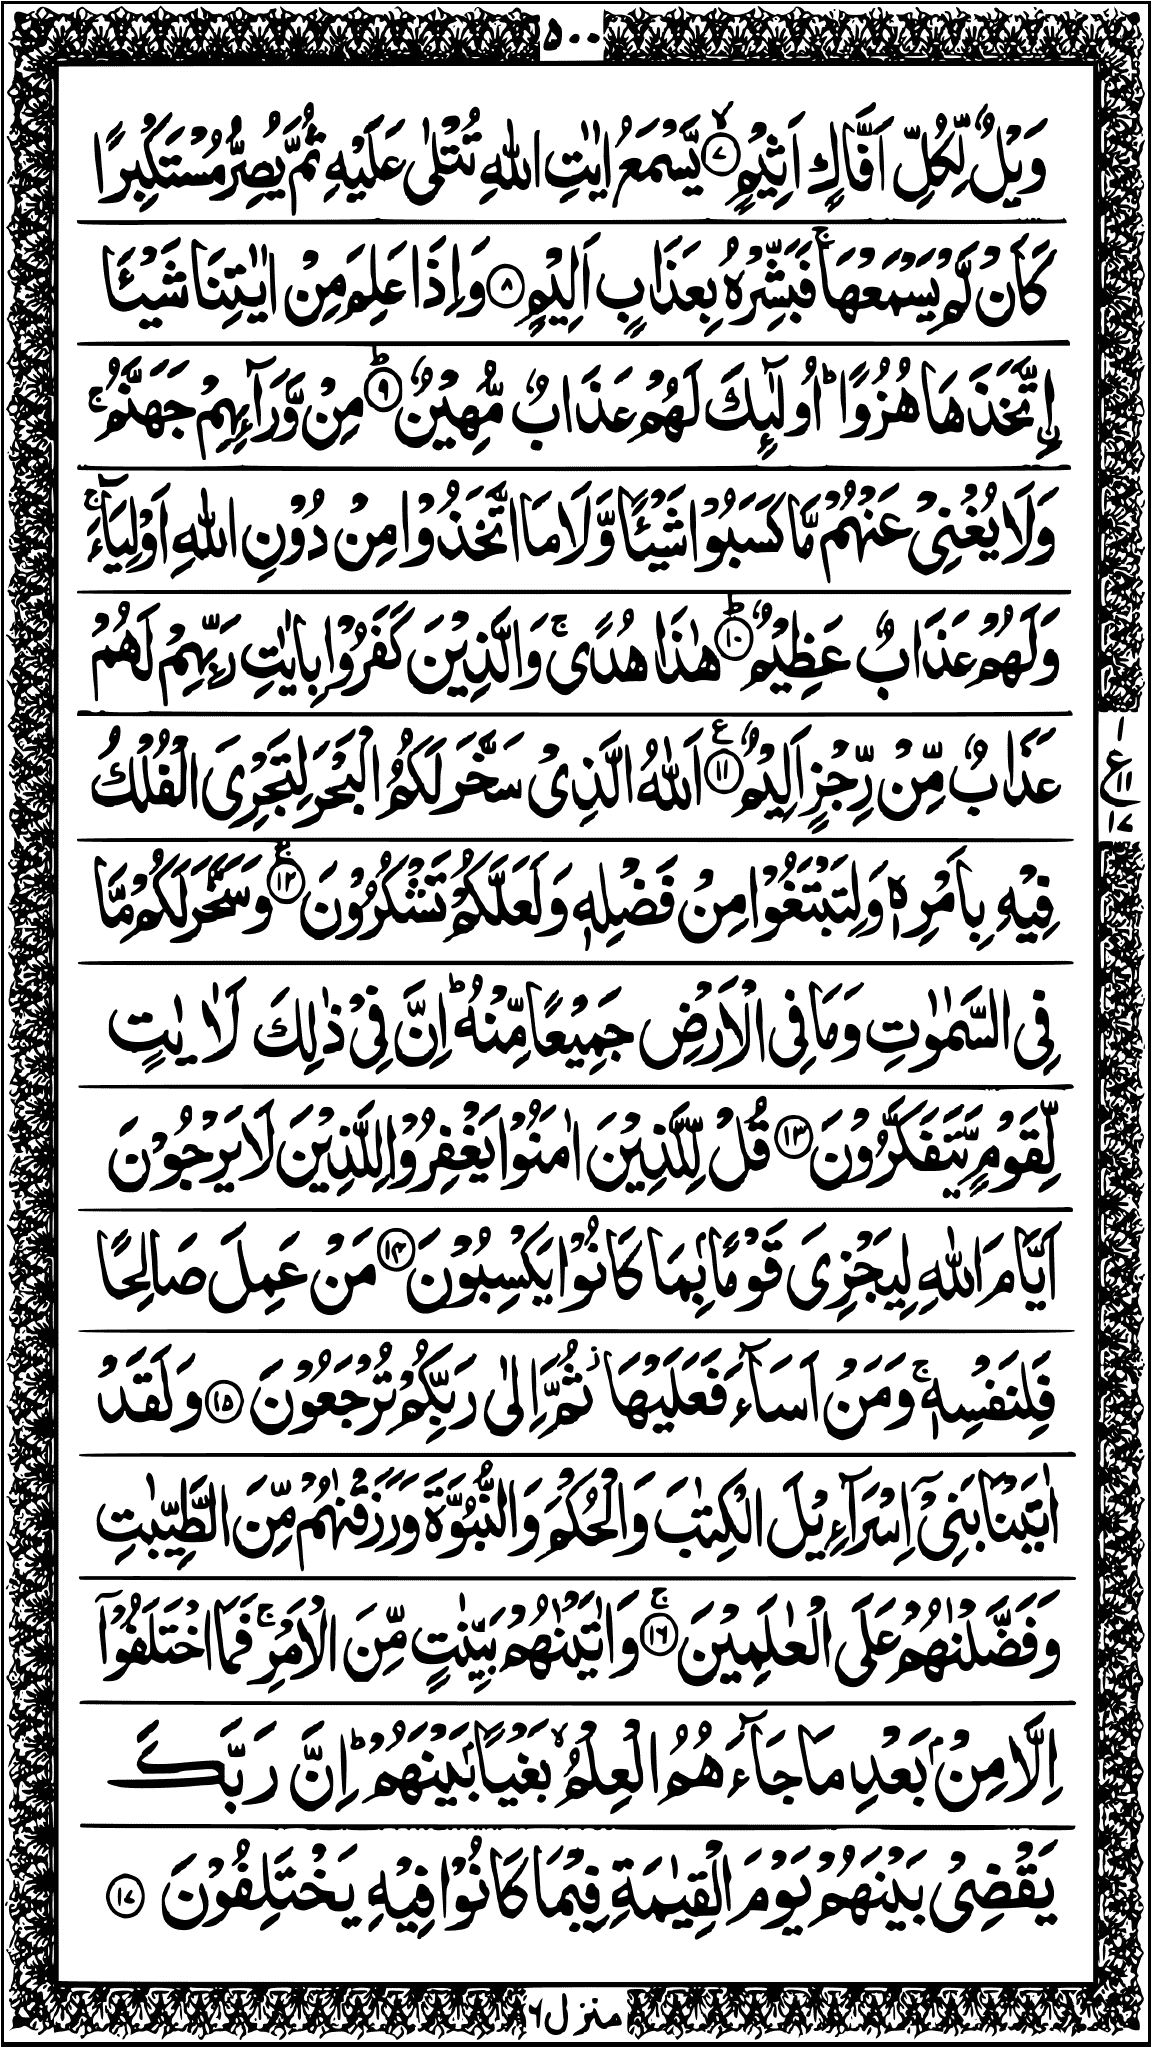 ۵۰۰
وَيْلٌ لِّكُلِّ اَفَّاكٍ اَثِيْمٍ ۙ﴿۷﴾ يَّسْمَعُ اٰيٰتِ اللّٰهِ تُتْلٰى عَلَيْهِ ثُمَّ يُصِرُّ مُسْتَكْبِرًا
كَاَنْ لَّمْ يَسْمَعْهَا ۚ فَبَشِّرْهُ بِعَذَابٍ اَلِيْمٍ ﴿۸﴾ وَاِذَا عَلِمَ مِنْ اٰيٰتِنَا شَيْـًٔا
اۨتَّخَذَهَا هُزُوًا ؕ اُولٰٓئِكَ لَهُمْ عَذَابٌ مُّهِيْنٌ ؕ﴿۹﴾ مِنْ وَّرَآئِهِمْ جَهَنَّمُ ۚ
وَلَا يُغْنِيْ عَنْهُمْ مَّا كَسَبُوْا شَيْـًٔا وَّلَا مَا اتَّخَذُوْا مِنْ دُوْنِ اللّٰهِ اَوْلِيَآءَ ۚ
وَلَهُمْ عَذَابٌ عَظِيْمٌ ؕ﴿۱۰﴾ هٰذَا هُدًى ۚ وَالَّذِيْنَ كَفَرُوْا بِاٰيٰتِ رَبِّهِمْ لَهُمْ
عَذَابٌ مِّنْ رِّجْزٍ اَلِيْمٌ ﴿۱۱﴾ ع اَللّٰهُ الَّذِيْ سَخَّرَ لَكُمُ الْبَحْرَ لِتَجْرِيَ الْفُلْكُ
۱
ع ۱۱
۱۷
فِيْهِ بِاَمْرِهٖ وَلِتَبْتَغُوْا مِنْ فَضْلِهٖ وَلَعَلَّكُمْ تَشْكُرُوْنَ ۚ﴿۱۲﴾ وَسَخَّرَ لَكُمْ مَّا
فِي السَّمٰوٰتِ وَمَا فِي الْاَرْضِ جَمِيْعًا مِّنْهُ ؕ اِنَّ فِيْ ذٰلِكَ لَاٰيٰتٍ
لِّقَوْمٍ يَّتَفَكَّرُوْنَ ﴿۱۳﴾ قُلْ لِّلَّذِيْنَ اٰمَنُوْا يَغْفِرُوْا لِلَّذِيْنَ لَا يَرْجُوْنَ
اَيَّامَ اللّٰهِ لِيَجْزِيَ قَوْمًۢا بِمَا كَانُوْا يَكْسِبُوْنَ ﴿۱۴﴾ مَنْ عَمِلَ صَالِحًا
فَلِنَفْسِهٖ ۚ وَمَنْ اَسَآءَ فَعَلَيْهَا ؗ ثُمَّ اِلٰى رَبِّكُمْ تُرْجَعُوْنَ ﴿۱۵﴾ وَلَقَدْ
اٰتَيْنَا بَنِيْٓ اِسْرَآءِيْلَ الْكِتٰبَ وَالْحُكْمَ وَالنُّبُوَّةَ وَرَزَقْنٰهُمْ مِّنَ الطَّيِّبٰتِ
وَفَضَّلْنٰهُمْ عَلَى الْعٰلَمِيْنَ ۚ﴿۱۶﴾ وَاٰتَيْنٰهُمْ بَيِّنٰتٍ مِّنَ الْاَمْرِ ۚ فَمَا اخْتَلَفُوْٓا
اِلَّا مِنْۢ بَعْدِ مَا جَآءَهُمُ الْعِلْمُ ۙ بَغْيًۢا بَيْنَهُمْ ؕ اِنَّ رَبَّكَ
يَقْضِيْ بَيْنَهُمْ يَوْمَ الْقِيٰمَةِ فِيْمَا كَانُوْا فِيْهِ يَخْتَلِفُوْنَ ﴿۱۷﴾
منزل ۶